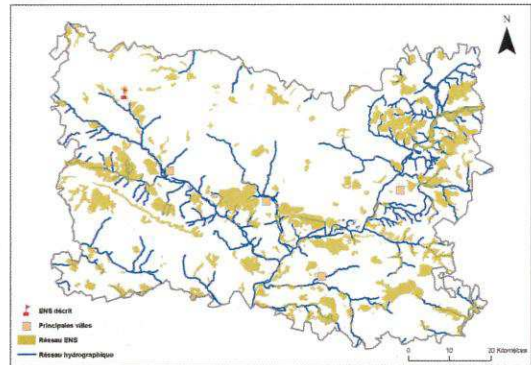 N
ENS décrit
Principales villes
Réseau ENS
Réseau hydrographique
0 10 20 Kilomètres